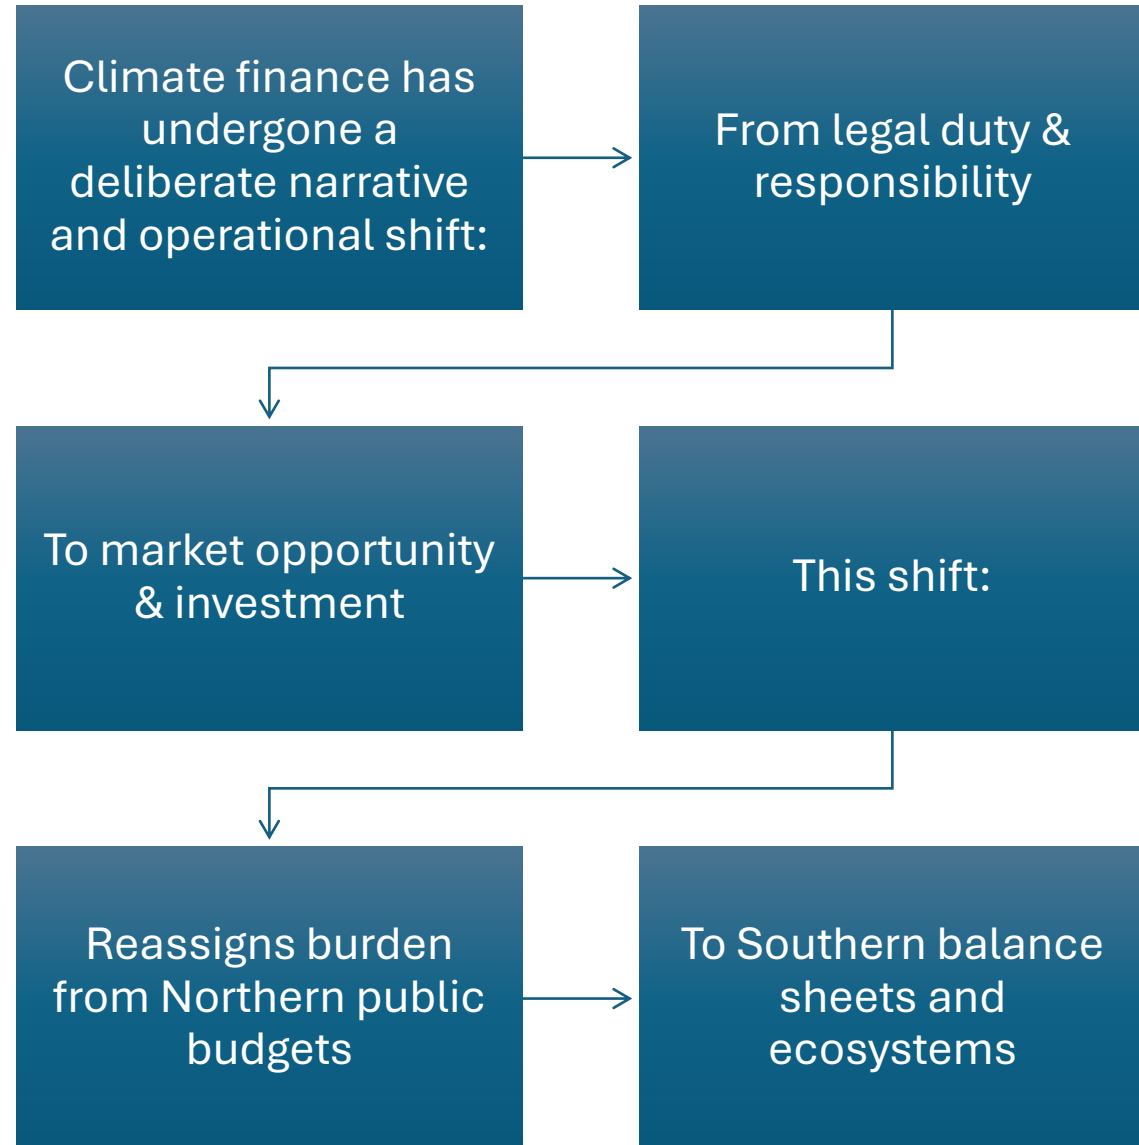 Climate finance has
undergone a
deliberate narrative
and operational shift:
From legal duty &
responsibility
To market opportunity
& investment
This shift:
Reassigns burden
from Northern public
budgets
To Southern balance
sheets and
ecosystems